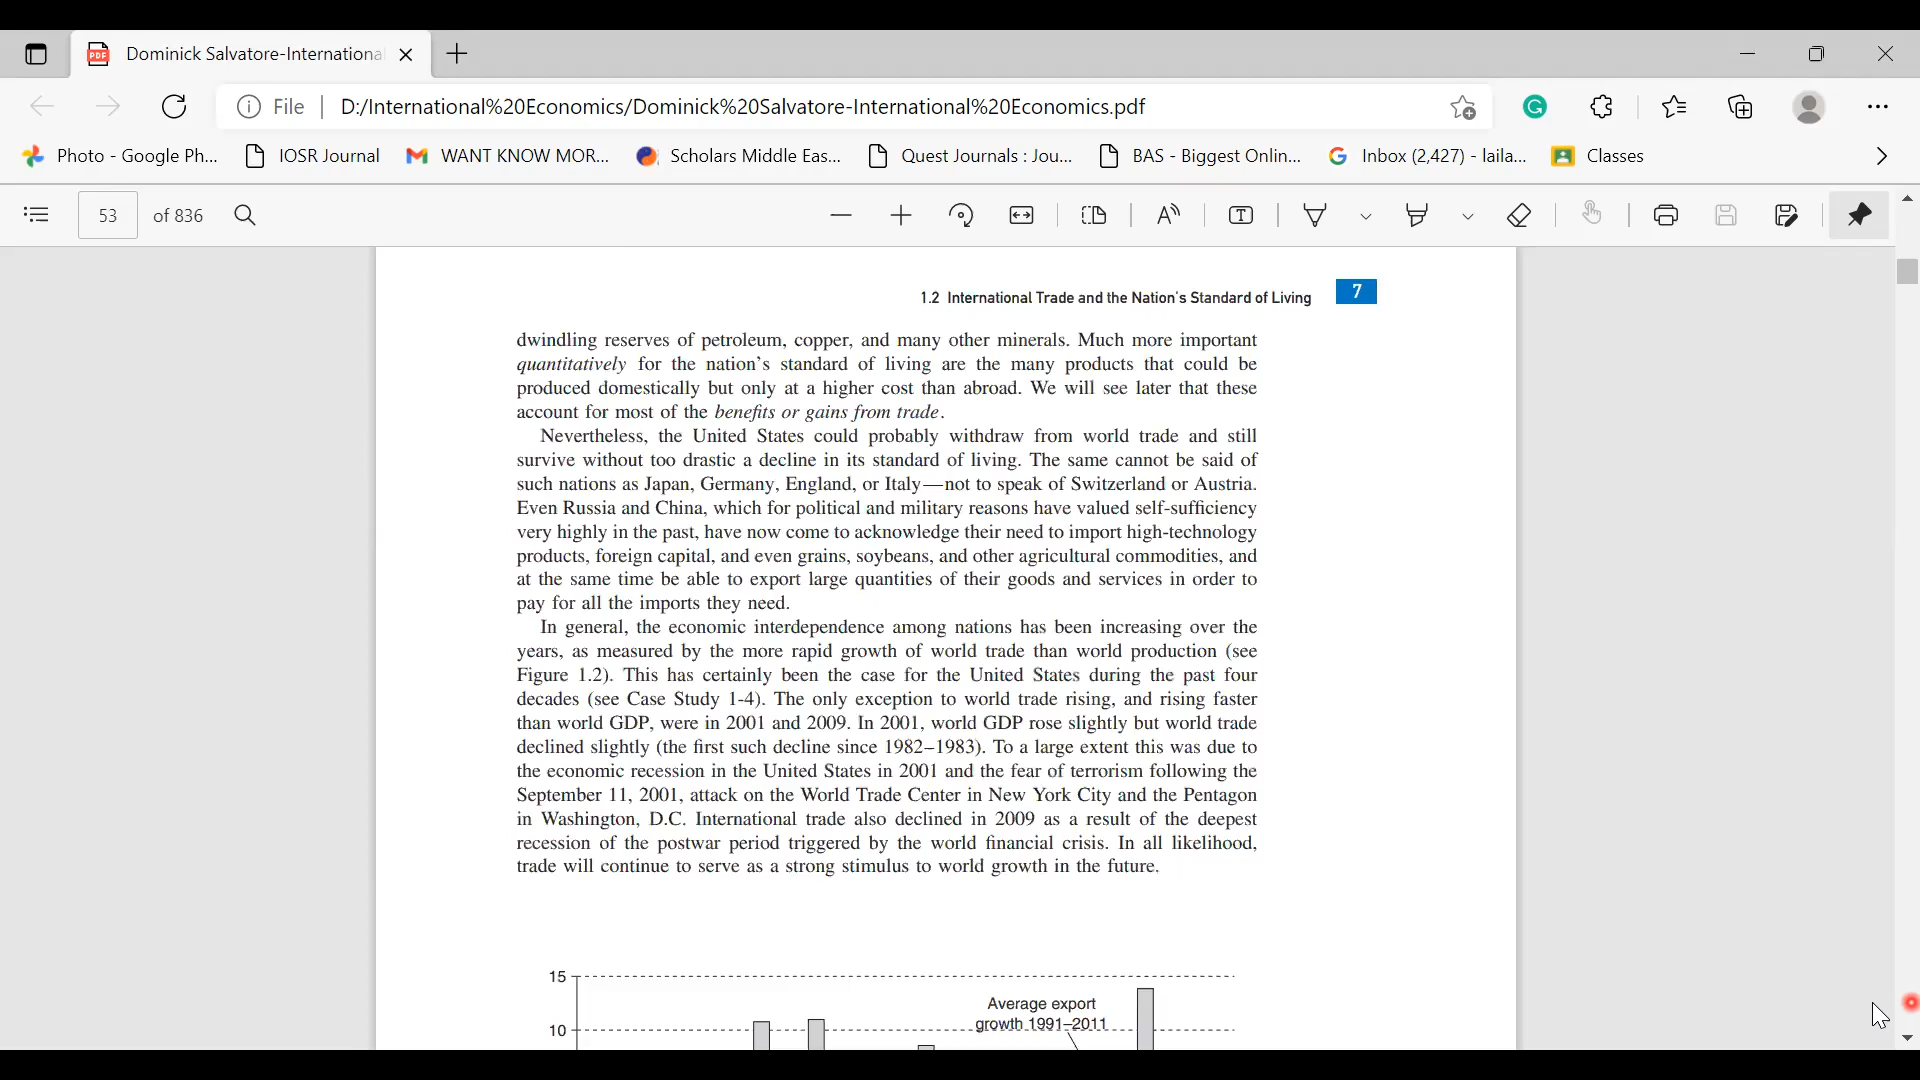 Dominick Salvatore-Internationa
File
D:/International%20Economics/Dominick%20Salvatore-International%20Economics.pdf
Photo - Google Ph...
IOSR Journal
WANT KNOW MOR...
Scholars Middle Eas...
Quest Journals : Jou...
BAS - Biggest Onlin...
Inbox (2,427) - laila...
Classes
53 of 836
1.2 International Trade and the Nation's Standard of Living 7
dwindling reserves of petroleum, copper, and many other minerals. Much more important
quantitatively for the nation's standard of living are the many products that could be
produced domestically but only at a higher cost than abroad. We will see later that these
account for most of the benefits or gains from trade.
Nevertheless, the United States could probably withdraw from world trade and still
survive without too drastic a decline in its standard of living. The same cannot be said of
such nations as Japan, Germany, England, or Italy—not to speak of Switzerland or Austria.
Even Russia and China, which for political and military reasons have valued self-sufficiency
very highly in the past, have now come to acknowledge their need to import high-technology
products, foreign capital, and even grains, soybeans, and other agricultural commodities, and
at the same time be able to export large quantities of their goods and services in order to
pay for all the imports they need.
In general, the economic interdependence among nations has been increasing over the
years, as measured by the more rapid growth of world trade than world production (see
Figure 1.2). This has certainly been the case for the United States during the past four
decades (see Case Study 1-4). The only exception to world trade rising, and rising faster
than world GDP, were in 2001 and 2009. In 2001, world GDP rose slightly but world trade
declined slightly (the first such decline since 1982–1983). To a large extent this was due to
the economic recession in the United States in 2001 and the fear of terrorism following the
September 11, 2001, attack on the World Trade Center in New York City and the Pentagon
in Washington, D.C. International trade also declined in 2009 as a result of the deepest
recession of the postwar period triggered by the world financial crisis. In all likelihood,
trade will continue to serve as a strong stimulus to world growth in the future.
15
Average export
growth 1991–2011
10